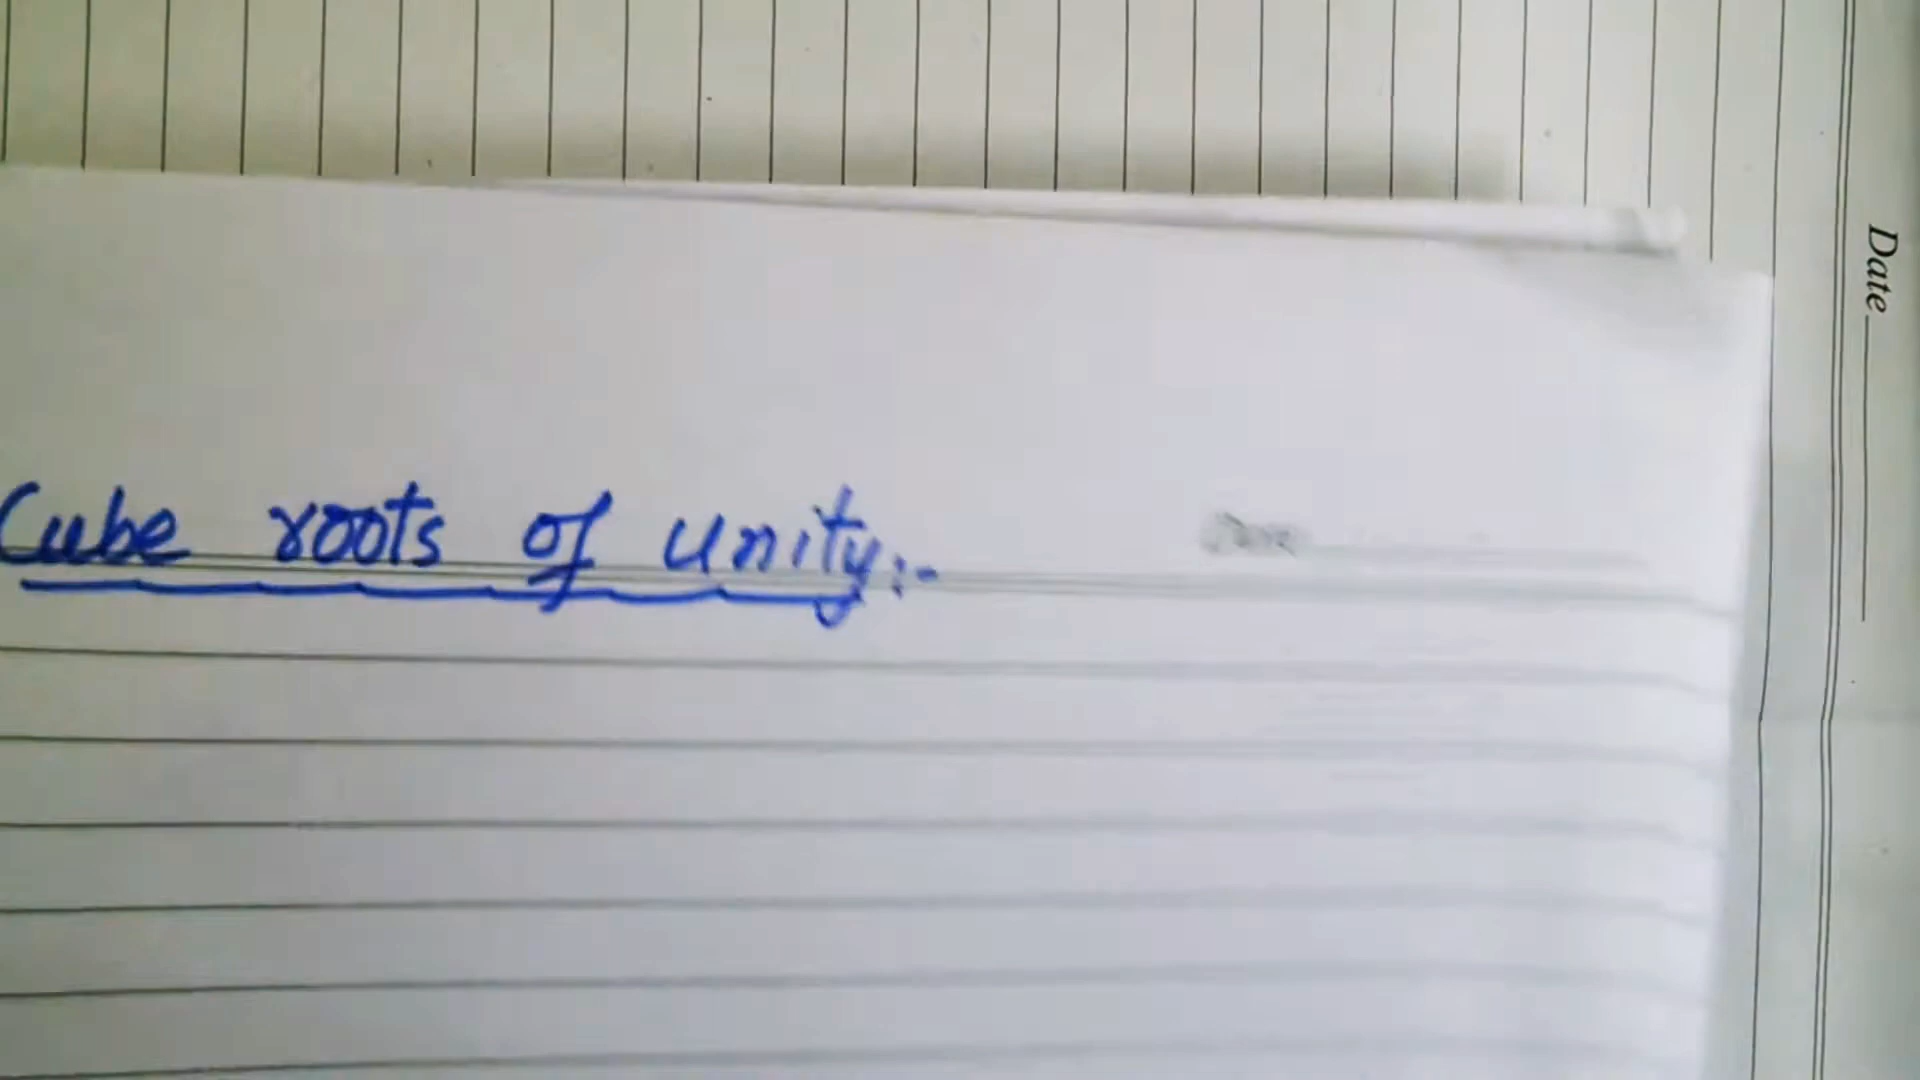 Cube roots of unity:-
Date